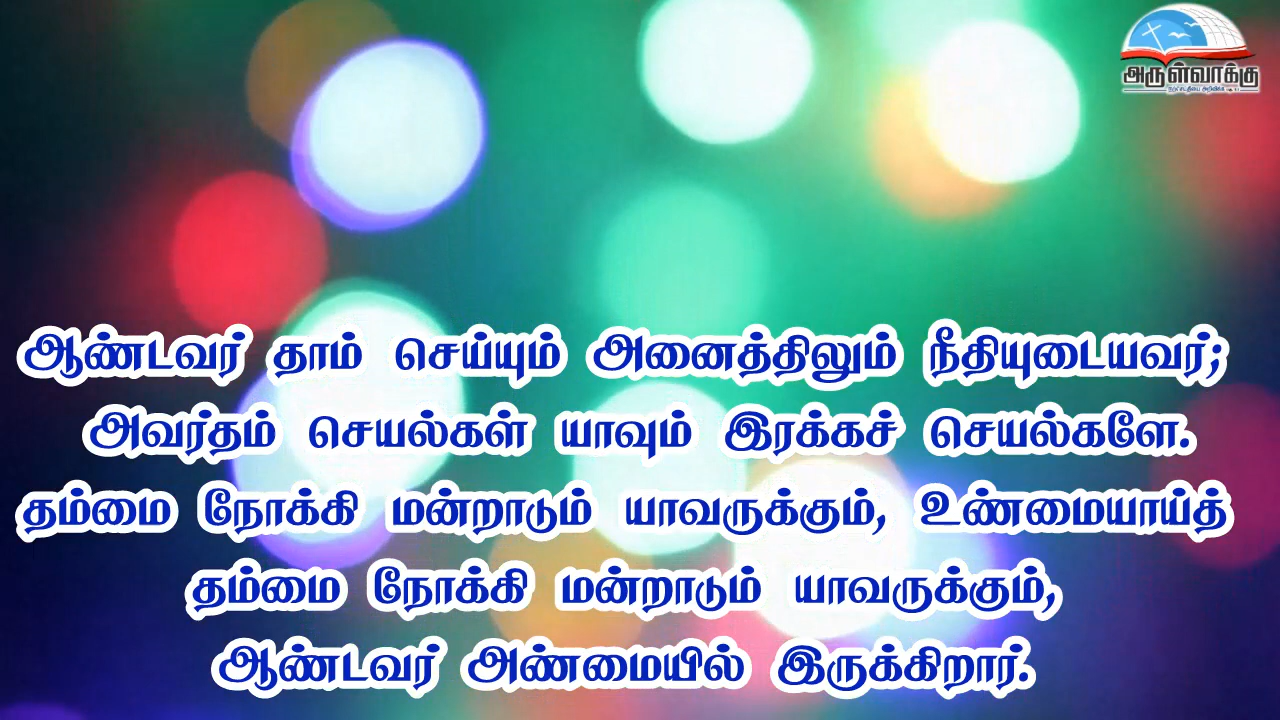 அருள்வாக்கு
ஆண்டவர் தாம் செய்யும் அனைத்திலும் நீதியுடையவர்;
அவர்தம் செயல்கள் யாவும் இரக்கச் செயல்களே.
தம்மை நோக்கி மன்றாடும் யாவருக்கும், உண்மையாய்த்
தம்மை நோக்கி மன்றாடும் யாவருக்கும்,
ஆண்டவர் அண்மையில் இருக்கிறார்.